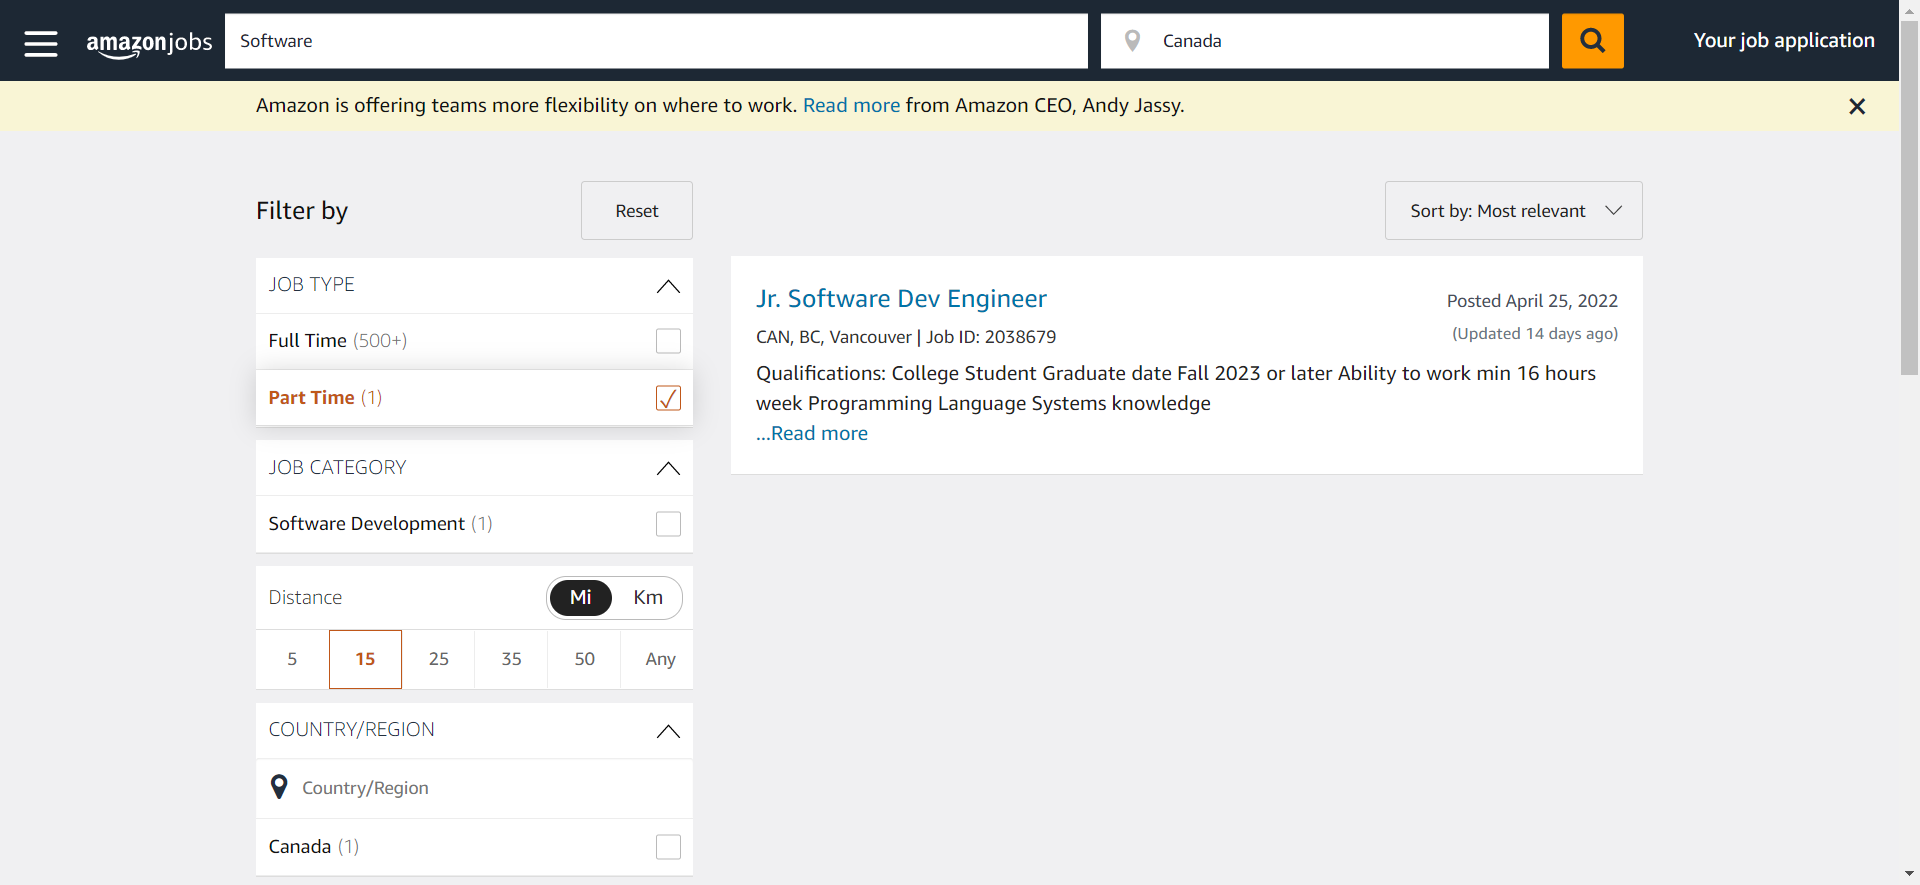 amazonjobs
Software
Canada
Your job application
Amazon is offering teams more flexibility on where to work. Read more from Amazon CEO, Andy Jassy.
Filter by
Reset
Sort by: Most relevant
JOB TYPE
Full Time (500+)
Part Time (1)
JOB CATEGORY
Software Development (1)
Distance
Mi
Km
5
15
25
35
50
Any
COUNTRY/REGION
Country/Region
Canada (1)
Jr. Software Dev Engineer
Posted April 25, 2022
CAN, BC, Vancouver | Job ID: 2038679
(Updated 14 days ago)
Qualifications: College Student Graduate date Fall 2023 or later Ability to work min 16 hours
week Programming Language Systems knowledge
...Read more